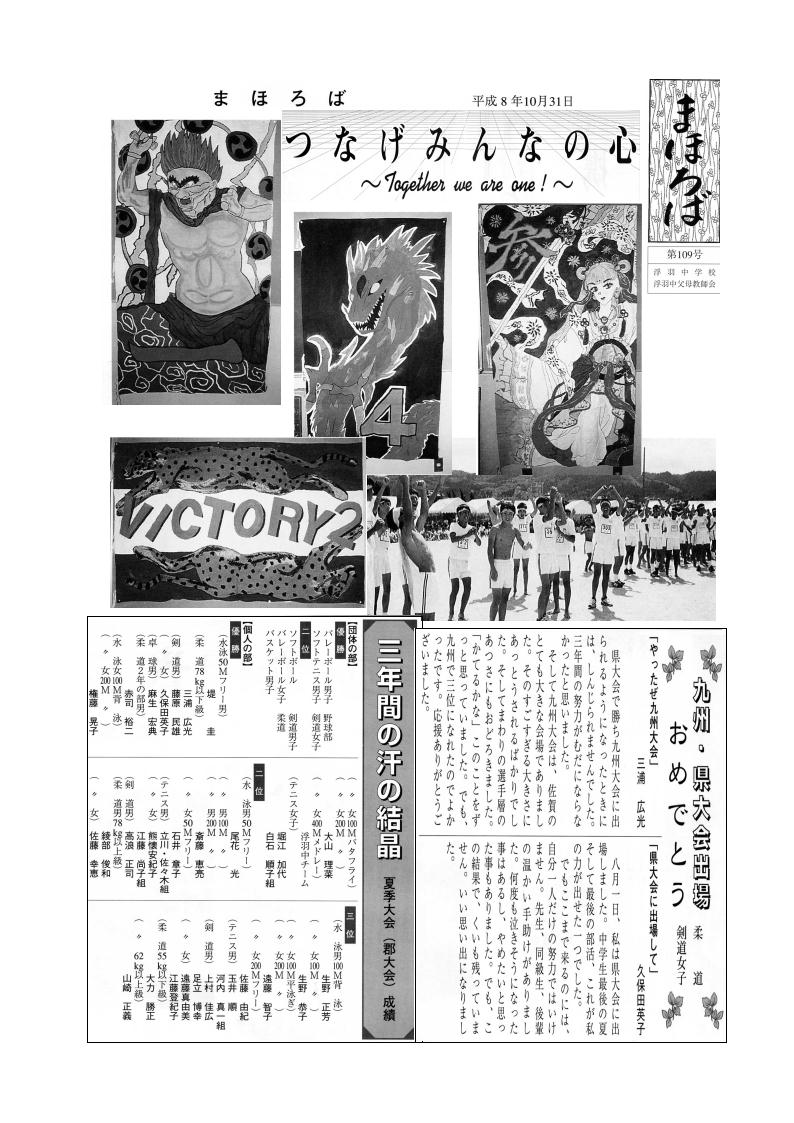 まほろば
平成8年10月31日
まほろば
第109号
浮羽中学校
浮羽中父母教師会
つなげみんなの心
～Together we are one!～
参
4
VICTORY2
九州・県大会出場
おめでとう
柔道
剣道女子
「やったぜ九州大会」
三浦 広光
県大会で勝ち九州大会に出
られるようになったときに
は、しんじられませんでした。
三年間の努力がむだにならな
かったと思いました。
そして九州大会は、佐賀の
とても大きな会場でありまし
た。そのすごすぎる大きさに
あっとうされるばかりでし
た。そしてまわりの選手層の
あつさにもおどろきました。
「かてるかな」このことをず
っと思っていました。でも、
九州で三位になれたのでよか
ったです。応援ありがとうご
ざいました。
「県大会に出場して」
久保田英子
八月一日、私は県大会に出
場しました。中学生最後の夏
そして最後の部活、これが私
の力が出せた一つでした。
でもここまで来るのには、
自分一人だけの努力ではいけ
ません。先生、同級生、後輩
の温かい手助けがありまし
た。何度も泣きそうになった
事はあるし、やめたいと思っ
た事もありました。でも、こ
の結果で、くいも残っていま
せん。いい思い出になりまし
た。
三年間の汗の結晶
夏季大会（郡大会）成績
【団体の部】
優勝
バレーボール男子 野球部
ソフトテニス男子 剣道女子
二位
ソフトボール 剣道男子
バレーボール女子 柔道
バスケット男子
【個人の部】
優勝
（水泳50Mフリー男）
堤 圭
（柔道78kg以下級）
三浦 広光
（剣道男）
藤原 民雄
（〃女）
久保田英子
（卓球男）
麻生 宏典
（柔道2年の部男）
赤司 裕二
（水泳女100M背泳）
（〃女200M〃）
権藤 晃子
（〃女100Mバタフライ）
（〃女200M〃）
大山 理菜
（〃女400Mメドレー）
浮羽中チーム
（テニス女子）
堀江 加代
白石 順子組
二位
（水泳男50Mフリー）
尾花 光
（〃男100M〃）
（〃男200M〃）
斎藤 恵亮
（〃女50Mフリー）
石井 章子
（テニス男）
立川・佐々木組
（〃女）
熊懐安紀子
江藤 尚子組
（剣道男）
高浪 正司
（柔道男78kg以上級）
綾部 俊和
（〃女）
佐藤 幸恵
三位
（水泳男100M背泳）
生野 正芳
（〃女100M〃）
生野 恭子
（〃女100M平泳ぎ）
（〃女200M〃）
遠藤 智子
（〃女200Mフリー）
佐藤 由紀
（テニス男）
玉井 順
河内 真一組
（剣道男）
上村 佳広
足立 博幸
（〃女）
遠藤真由美
江藤登紀子
（柔道55kg以下級）
大力 勝正
（〃62kg以上級）
山崎 正義